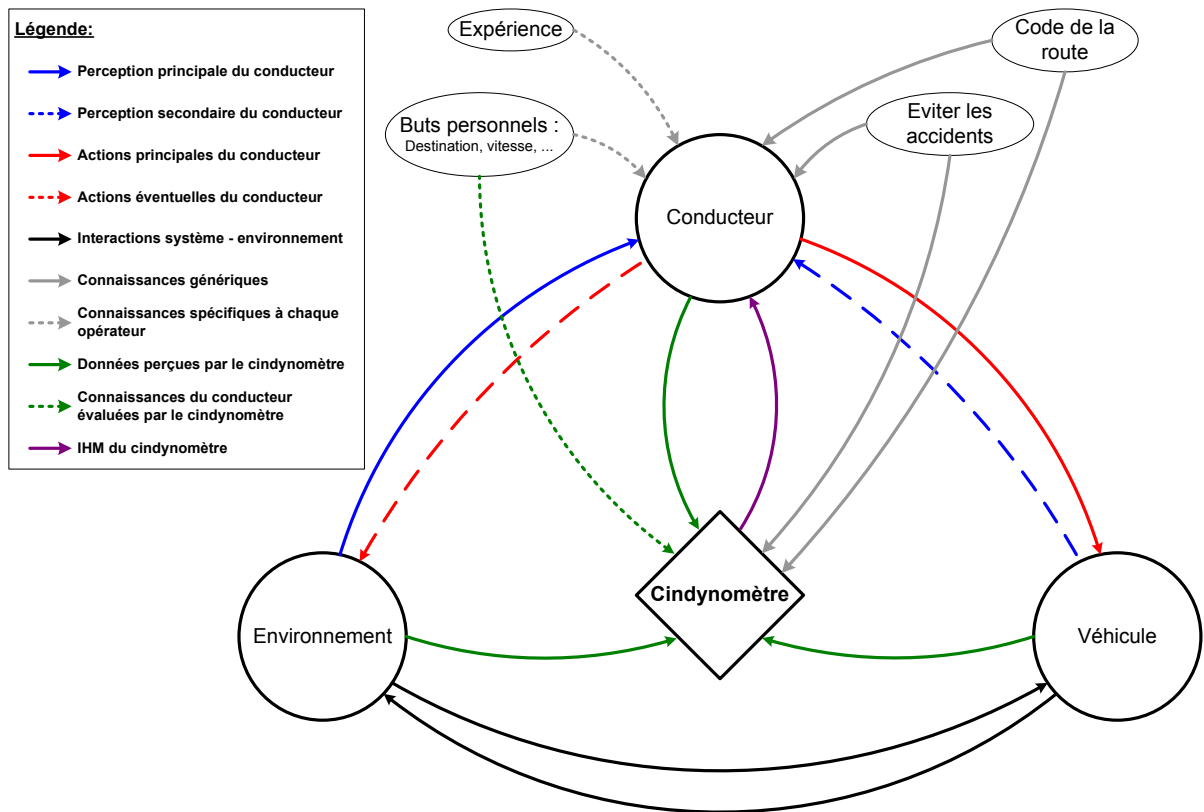 Légende:
Perception principale du conducteur
Perception secondaire du conducteur
Actions principales du conducteur
Actions éventuelles du conducteur
Interactions système - environnement
Connaissances génériques
Connaissances spécifiques à chaque
opérateur
Données perçues par le cindynomètre
Connaissances du conducteur
évaluées par le cindynomètre
IHM du cindynomètre
Expérience
Code de la
route
Buts personnels :
Destination, vitesse, ...
Eviter les
accidents
Conducteur
Cindynomètre
Environnement
Véhicule